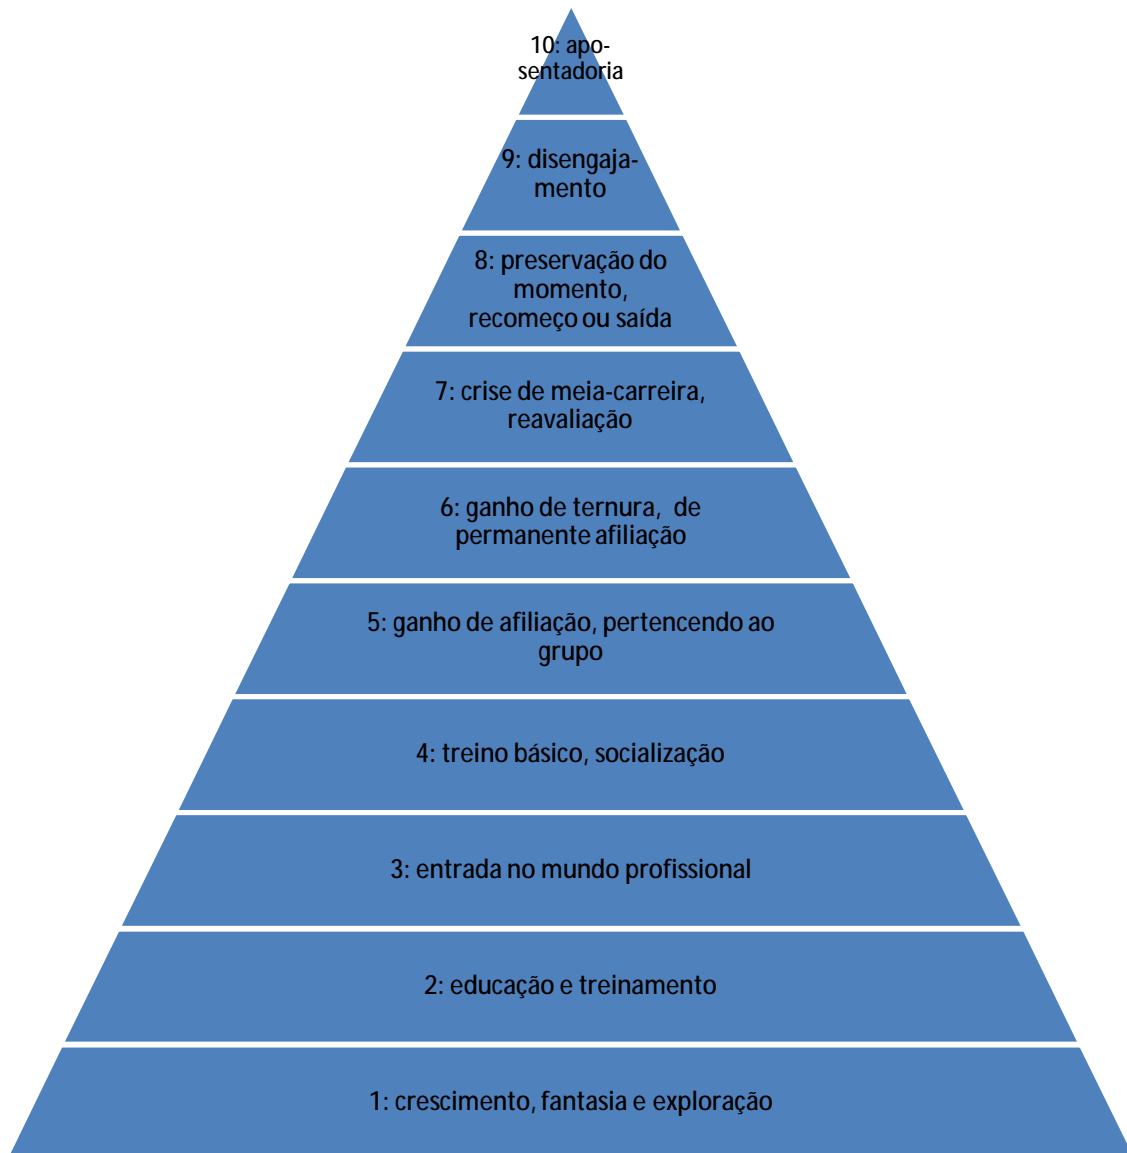 10: apo-
sentadoria
9: disengaja-
mento
8: preservação do
momento,
recomeço ou saída
7: crise de meia-carreira,
reavaliação
6: ganho de ternura,  de
permanente afiliação
5: ganho de afiliação, pertencendo ao
grupo
4: treino básico, socialização
3: entrada no mundo profissional
2: educação e treinamento
1: crescimento, fantasia e exploração